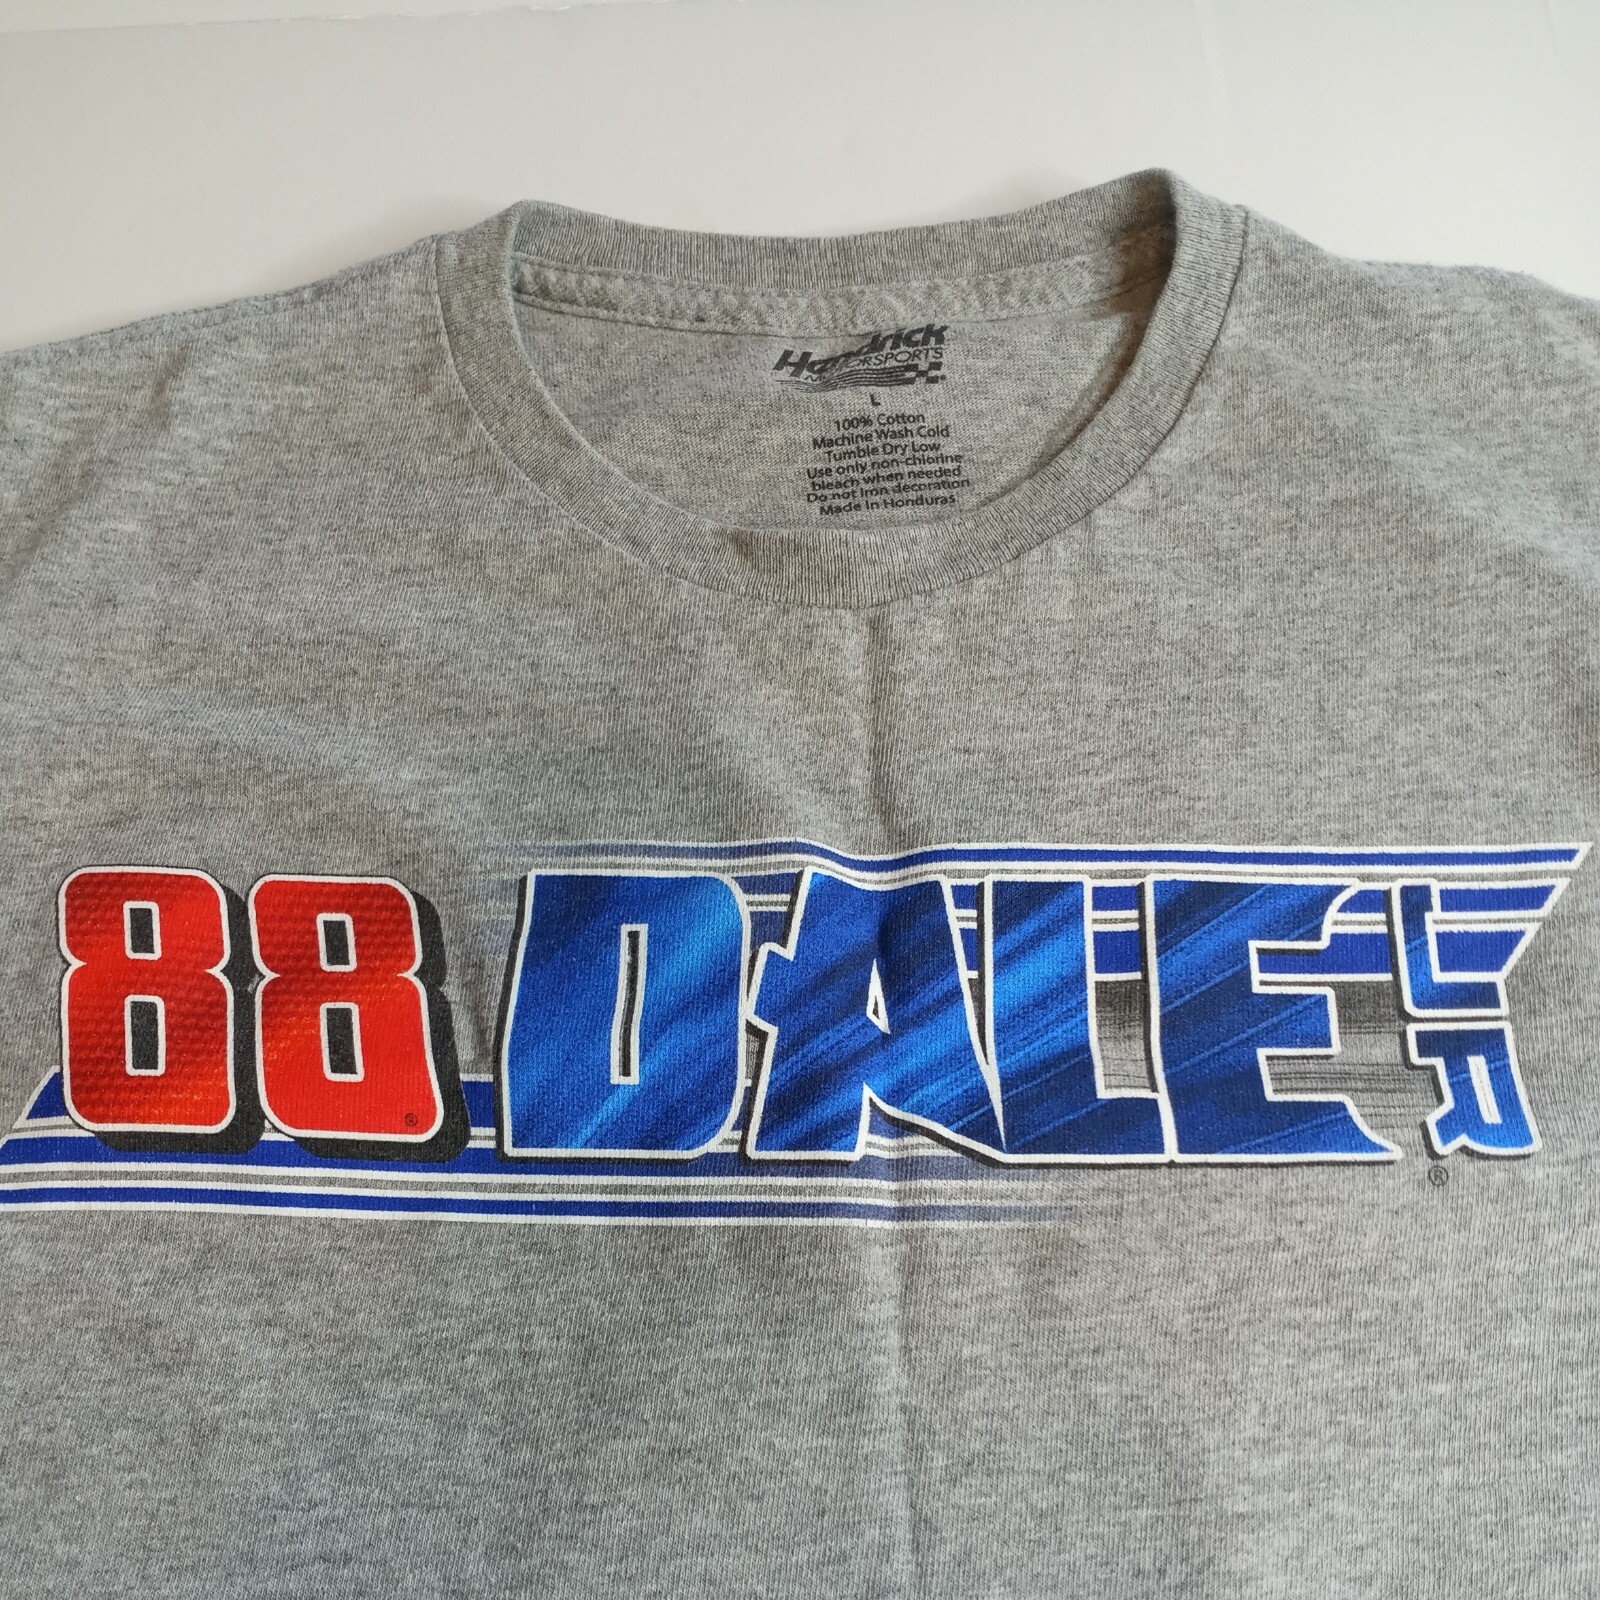 Hendrick
MOTORSPORTS
L
100% Cotton
Machine Wash Cold
Tumble Dry Low
Use only non-chlorine
bleach when needed
Do not iron decoration
Made In Honduras
88 DALE JR
®
®